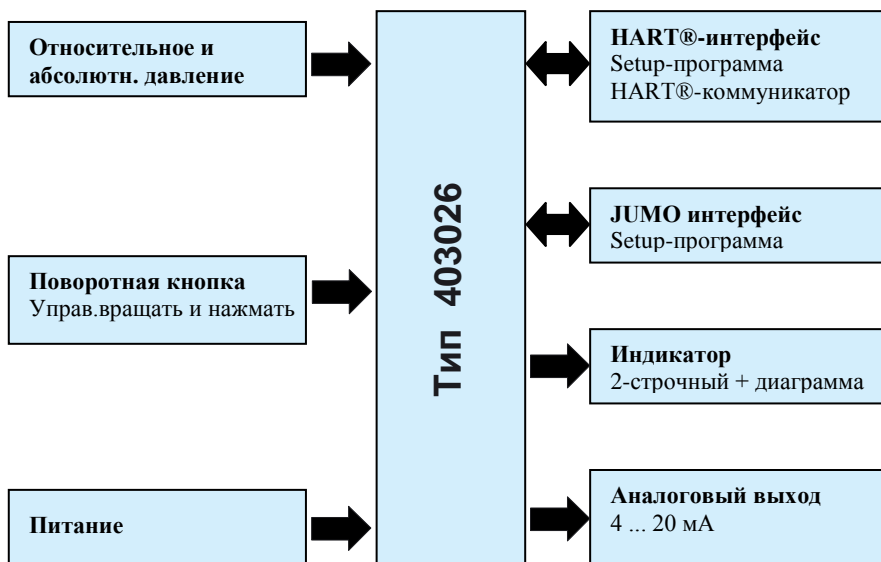 Относительное и
абсолютн. давление
Поворотная кнопка
Управ.вращать и нажмать
Питание
Тип 403026
HART®-интерфейс
Setup-программа
HART®-коммуникатор
JUMO интерфейс
Setup-программа
Индикатор
2-строчный + диаграмма
Аналоговый выход
4 ... 20 мА